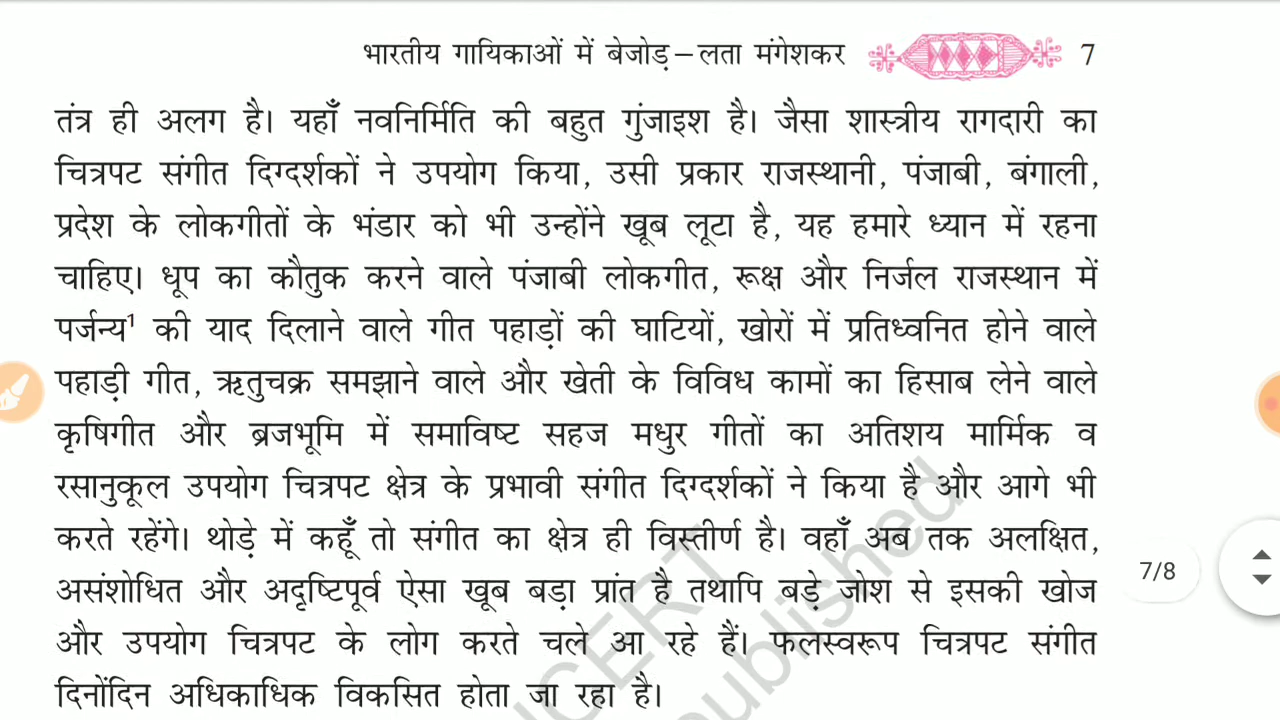 भारतीय गायिकाओं में बेजोड़–लता मंगेशकर 7
तंत्र ही अलग है। यहाँ नवनिर्मिति की बहुत गुंजाइश है। जैसा शास्त्रीय रागदारी का
चित्रपट संगीत दिग्दर्शकों ने उपयोग किया, उसी प्रकार राजस्थानी, पंजाबी, बंगाली,
प्रदेश के लोकगीतों के भंडार को भी उन्होंने खूब लूटा है, यह हमारे ध्यान में रहना
चाहिए। धूप का कौतुक करने वाले पंजाबी लोकगीत, रूक्ष और निर्जल राजस्थान में
पर्जन्य¹ की याद दिलाने वाले गीत पहाड़ों की घाटियों, खोरों में प्रतिध्वनित होने वाले
पहाड़ी गीत, ऋतुचक्र समझाने वाले और खेती के विविध कामों का हिसाब लेने वाले
कृषिगीत और ब्रजभूमि में समाविष्ट सहज मधुर गीतों का अतिशय मार्मिक व
रसानुकूल उपयोग चित्रपट क्षेत्र के प्रभावी संगीत दिग्दर्शकों ने किया है और आगे भी
करते रहेंगे। थोड़े में कहूँ तो संगीत का क्षेत्र ही विस्तीर्ण है। वहाँ अब तक अलक्षित,
असंशोधित और अदृष्टिपूर्व ऐसा खूब बड़ा प्रांत है तथापि बड़े जोश से इसकी खोज
और उपयोग चित्रपट के लोग करते चले आ रहे हैं। फलस्वरूप चित्रपट संगीत
दिनोंदिन अधिकाधिक विकसित होता जा रहा है।
7/8
NCERT
published